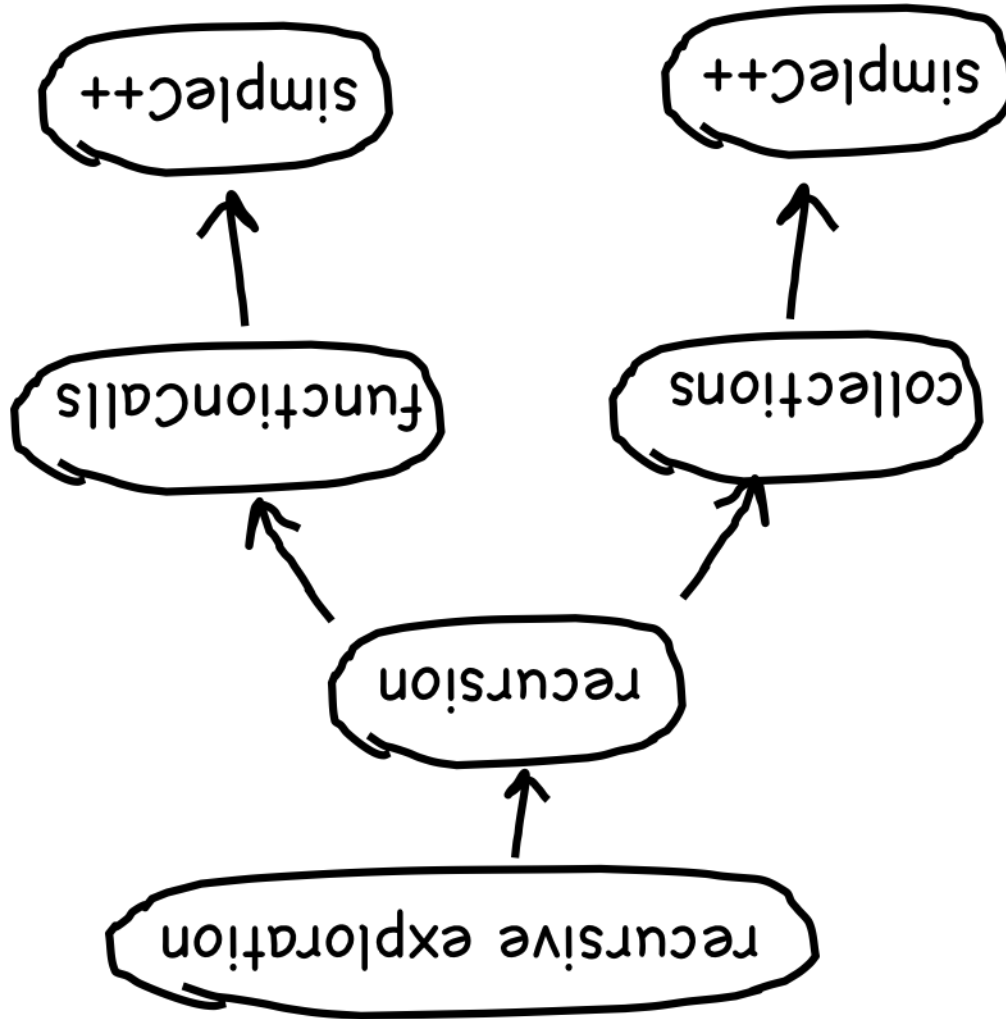 recursive exploration
recursion
collections
functionCalls
simpleC++
simpleC++